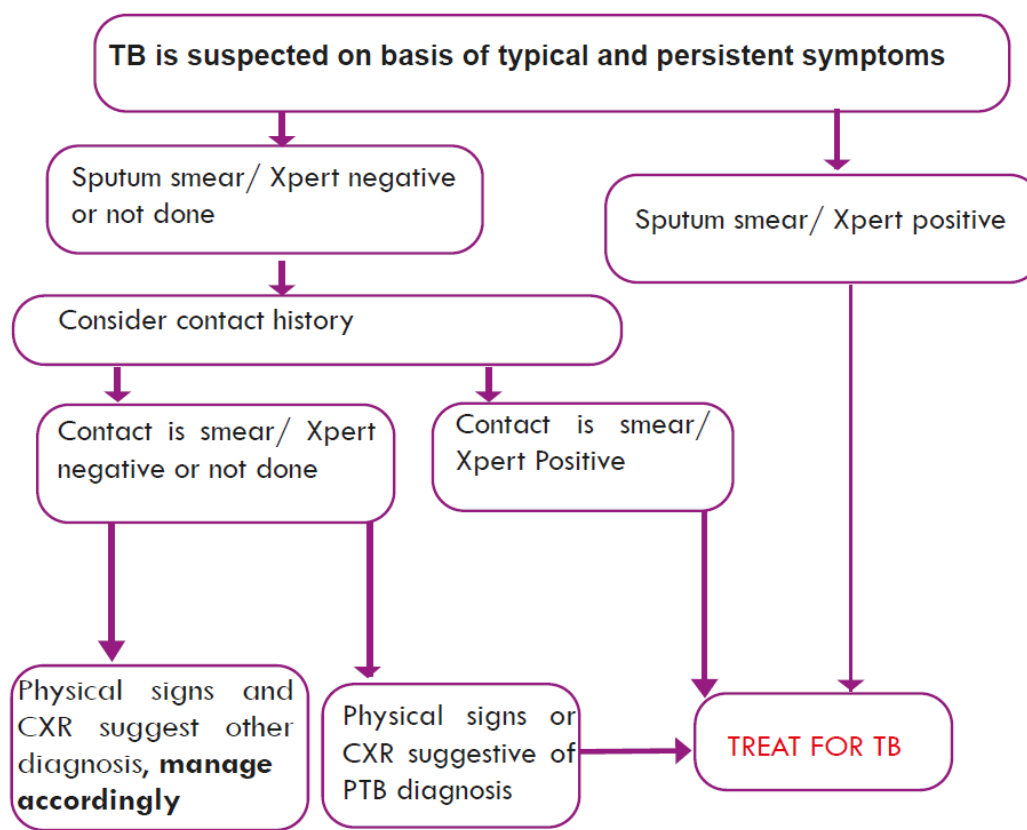 TB is suspected on basis of typical and persistent symptoms
Sputum smear/ Xpert negative
or not done
Sputum smear/ Xpert positive
Consider contact history
Contact is smear/ Xpert
negative or not done
Contact is smear/
Xpert Positive
Physical signs and
CXR suggest other
diagnosis, manage
accordingly
Physical signs or
CXR suggestive of
PTB diagnosis
TREAT FOR TB